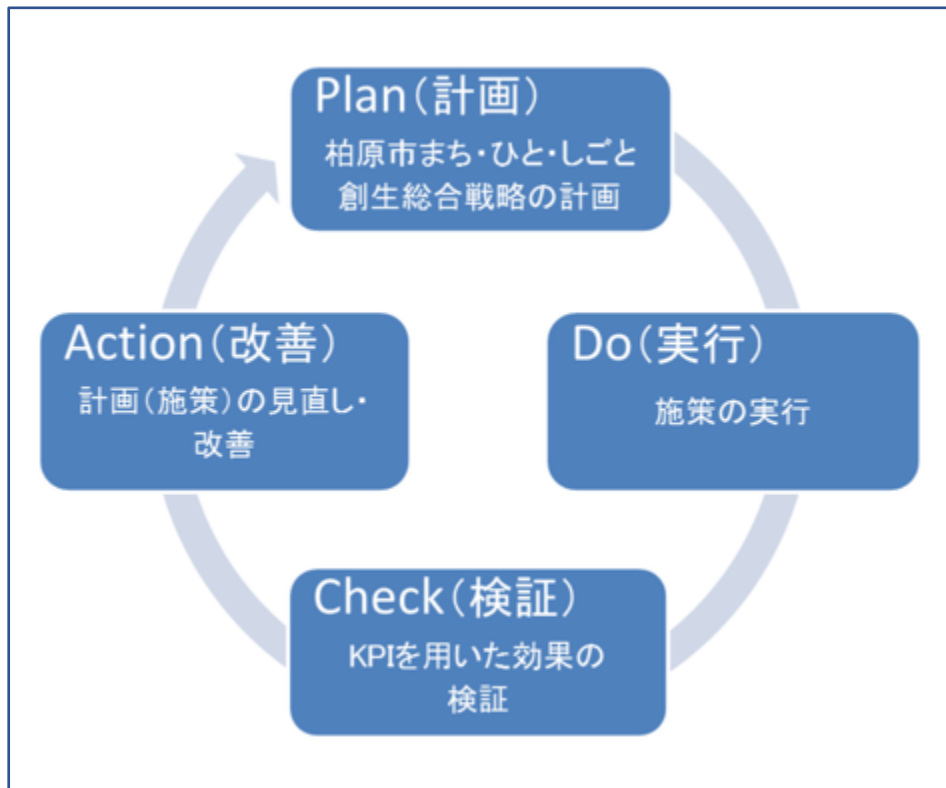 Plan(計画)
柏原市まち・ひと・しごと
創生総合戦略の計画
Do(実行)
施策の実行
Check(検証)
KPIを用いた効果の
検証
Action(改善)
計画(施策)の見直し・
改善